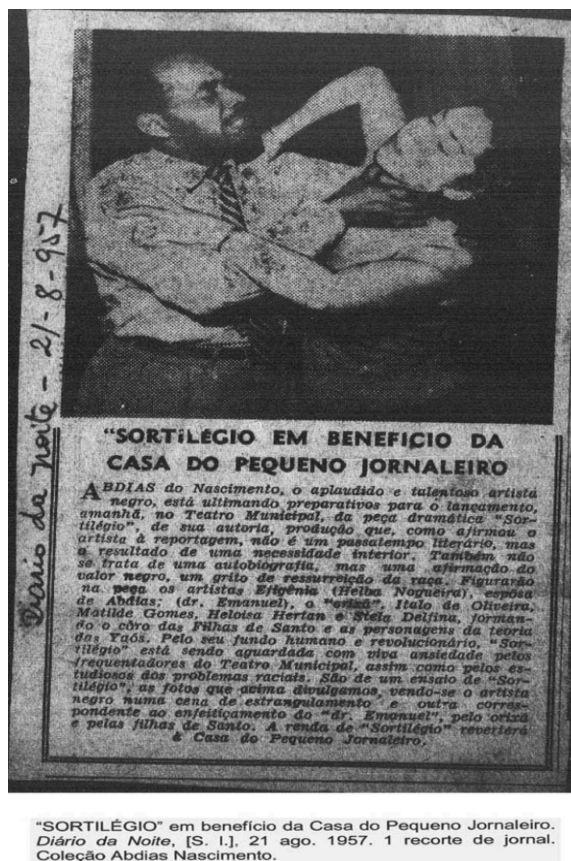 Diario da noite - 21-8-957
"SORTILÉGIO EM BENEFICIO DA
CASA DO PEQUENO JORNALEIRO
ABDIAS do Nascimento, o aplaudido e talentoso artista
negro, está ultimando preparativos para o lançamento,
amanhã, no Teatro Municipal, da peça dramática "Sor-
tilégio", de sua autoria, produção que, como afirmou o
artista à reportagem, não é um passatempo literário, mas
o resultado de uma necessidade interior. Também não
se trata de uma autobiografia, mas uma afirmação do
valor negro, um grito de ressurreição da raça. Figurarão
na peça os artistas Efigênia (Helba Nogueira), espôsa
de Abdias; (dr. Emanuel), o "orixá", Italo de Oliveira,
Matilde Gomes, Heloisa Hertan e Stela Delfina, forman-
do o côro das Filhas de Santo e as personagens da teoria
das Yaôs. Pelo seu fundo humano e revolucionário, "Sor-
tilégio" está sendo aguardada com viva ansiedade pelos
frequentadores do Teatro Municipal, assim como pelos es-
tudiosos dos problemas raciais. São de um ensaio de "Sor-
tilégio", as fotos que acima divulgamos, vendo-se o artista
negro numa cena de estrangulamento e outra corres-
pondente ao enfeitiçamento do "dr. Emanuel", pelo orixá
e pelas filhas de Santo. A renda de "Sortilégio" reverterá
à Casa do Pequeno Jornaleiro.
"SORTILÉGIO" em benefício da Casa do Pequeno Jornaleiro.
Diário da Noite, [S. l.], 21 ago. 1957. 1 recorte de jornal.
Coleção Abdias Nascimento.